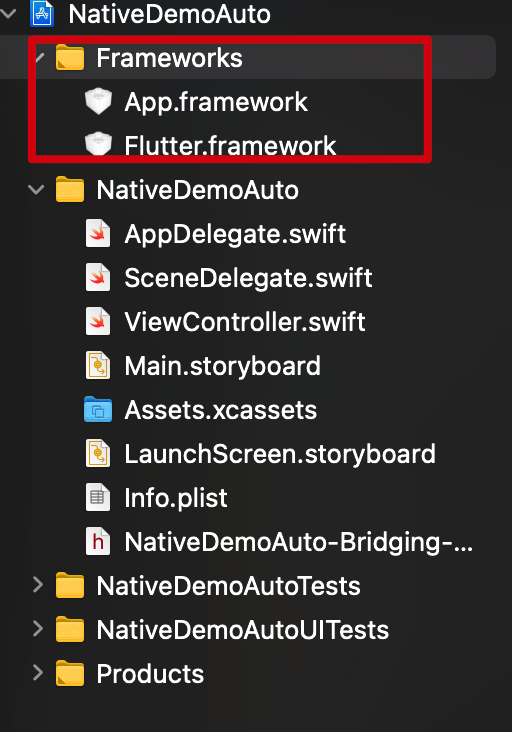 NativeDemoAuto
Frameworks
App.framework
Flutter.framework
NativeDemoAuto
AppDelegate.swift
SceneDelegate.swift
ViewController.swift
Main.storyboard
Assets.xcassets
LaunchScreen.storyboard
Info.plist
h NativeDemoAuto-Bridging-...
NativeDemoAutoTests
NativeDemoAutoUITests
Products